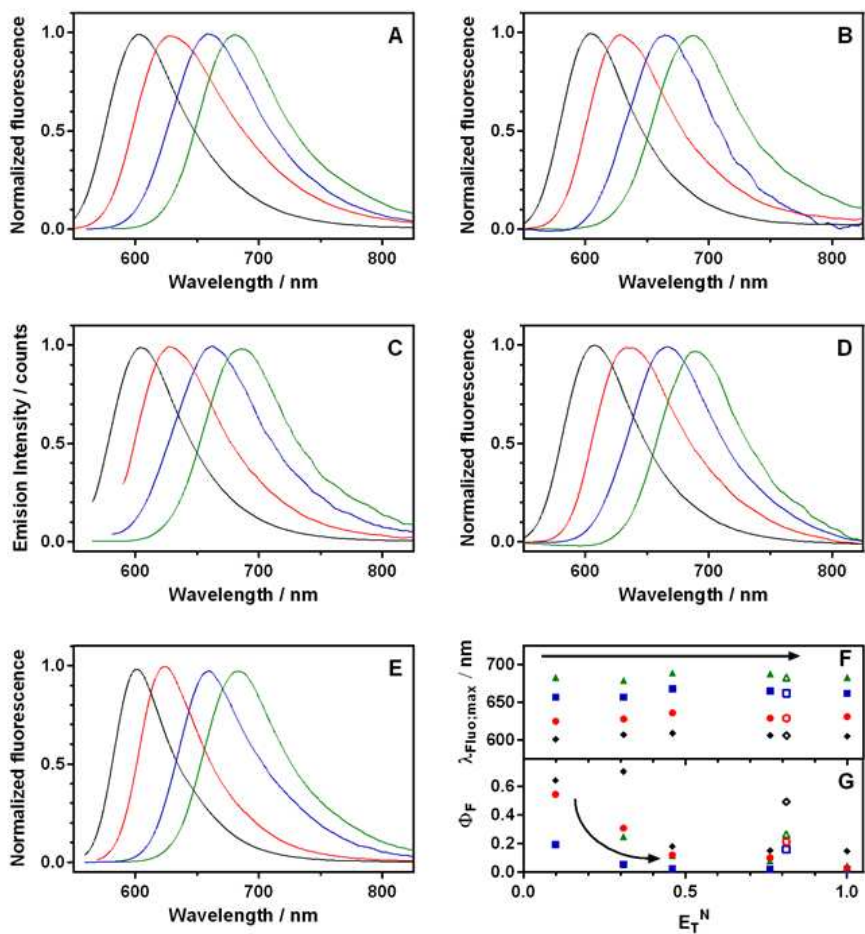 A
Normalized fluorescence
1.0
0.5
0.0
600 700 800
Wavelength / nm
B
Normalized fluorescence
1.0
0.5
0.0
600 700 800
Wavelength / nm
C
Emision Intensity / counts
1.0
0.5
0.0
600 700 800
Wavelength / nm
D
Normalized fluorescence
1.0
0.5
0.0
600 700 800
Wavelength / nm
E
Normalized fluorescence
1.0
0.5
0.0
600 700 800
Wavelength / nm
F
λ-Fluo;max / nm
700
650
600
G
ΦF
0.6
0.4
0.2
0.0
0.0 0.5 1.0
ETN